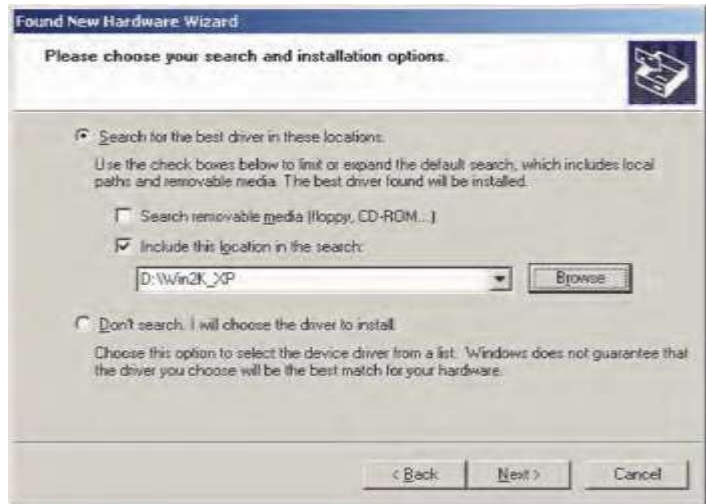 Found New Hardware Wizard
Please choose your search and installation options.
Search for the best driver in these locations.
Use the check boxes below to limit or expand the default search, which includes local
paths and removable media. The best driver found will be installed.
Search removable media (floppy, CD-ROM...)
Include this location in the search:
D:\Win2K_XP
Browse
Don't search. I will choose the driver to install.
Choose this option to select the device driver from a list. Windows does not guarantee that
the driver you choose will be the best match for your hardware.
< Back
Next >
Cancel